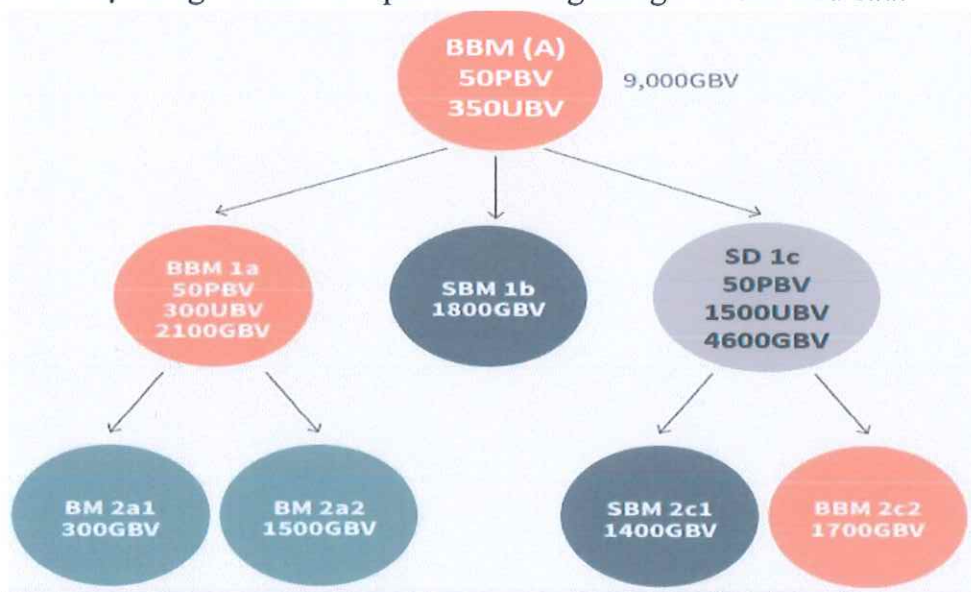 BBM (A)
50PBV
350UBV
9,000GBV
BBM 1a
50PBV
300UBV
2100GBV
SBM 1b
1800GBV
SD 1c
50PBV
1500UBV
4600GBV
BM 2a1
300GBV
BM 2a2
1500GBV
SBM 2c1
1400GBV
BBM 2c2
1700GBV